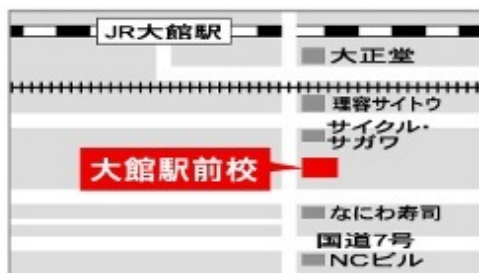 JR大館駅
大正堂
理容サイトウ
サイクル・
サガワ
大館駅前校
なにわ寿司
国道7号
NCビル